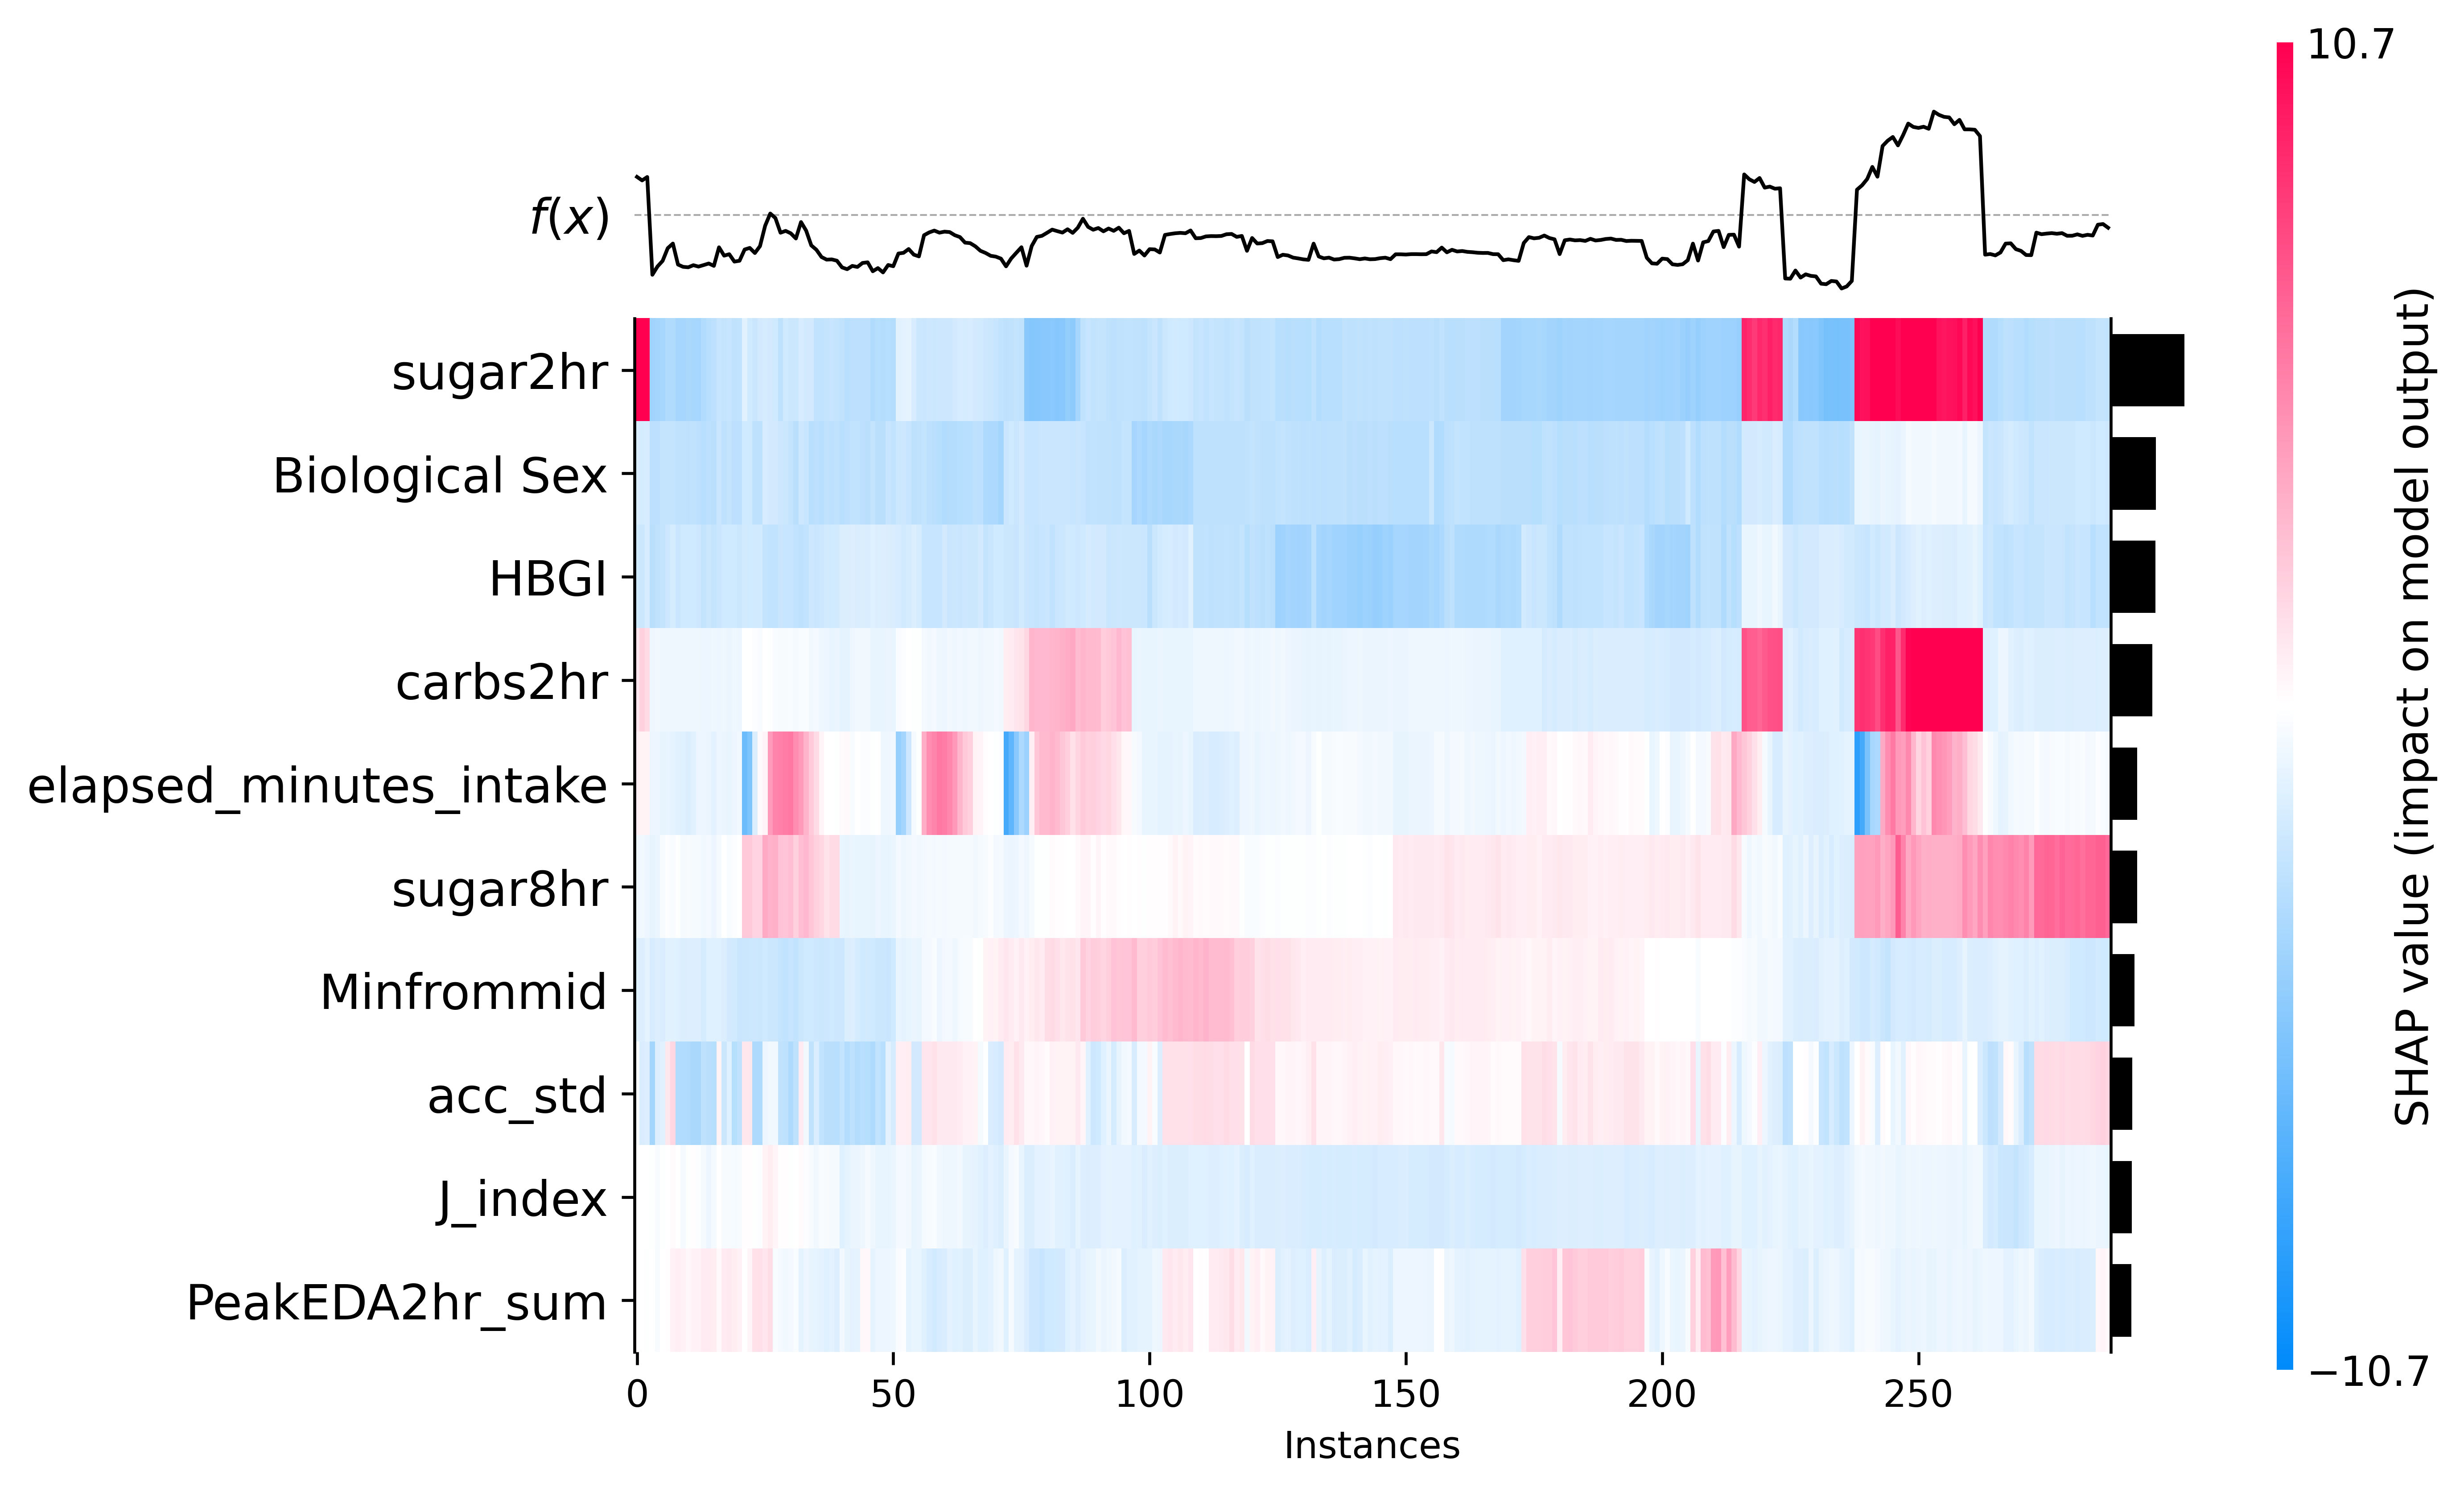 10.7
f(x)
sugar2hr
Biological Sex
HBGI
carbs2hr
elapsed_minutes_intake
sugar8hr
Minfrommid
acc_std
J_index
PeakEDA2hr_sum
0 50 100 150 200 250
Instances
SHAP value (impact on model output)
−10.7